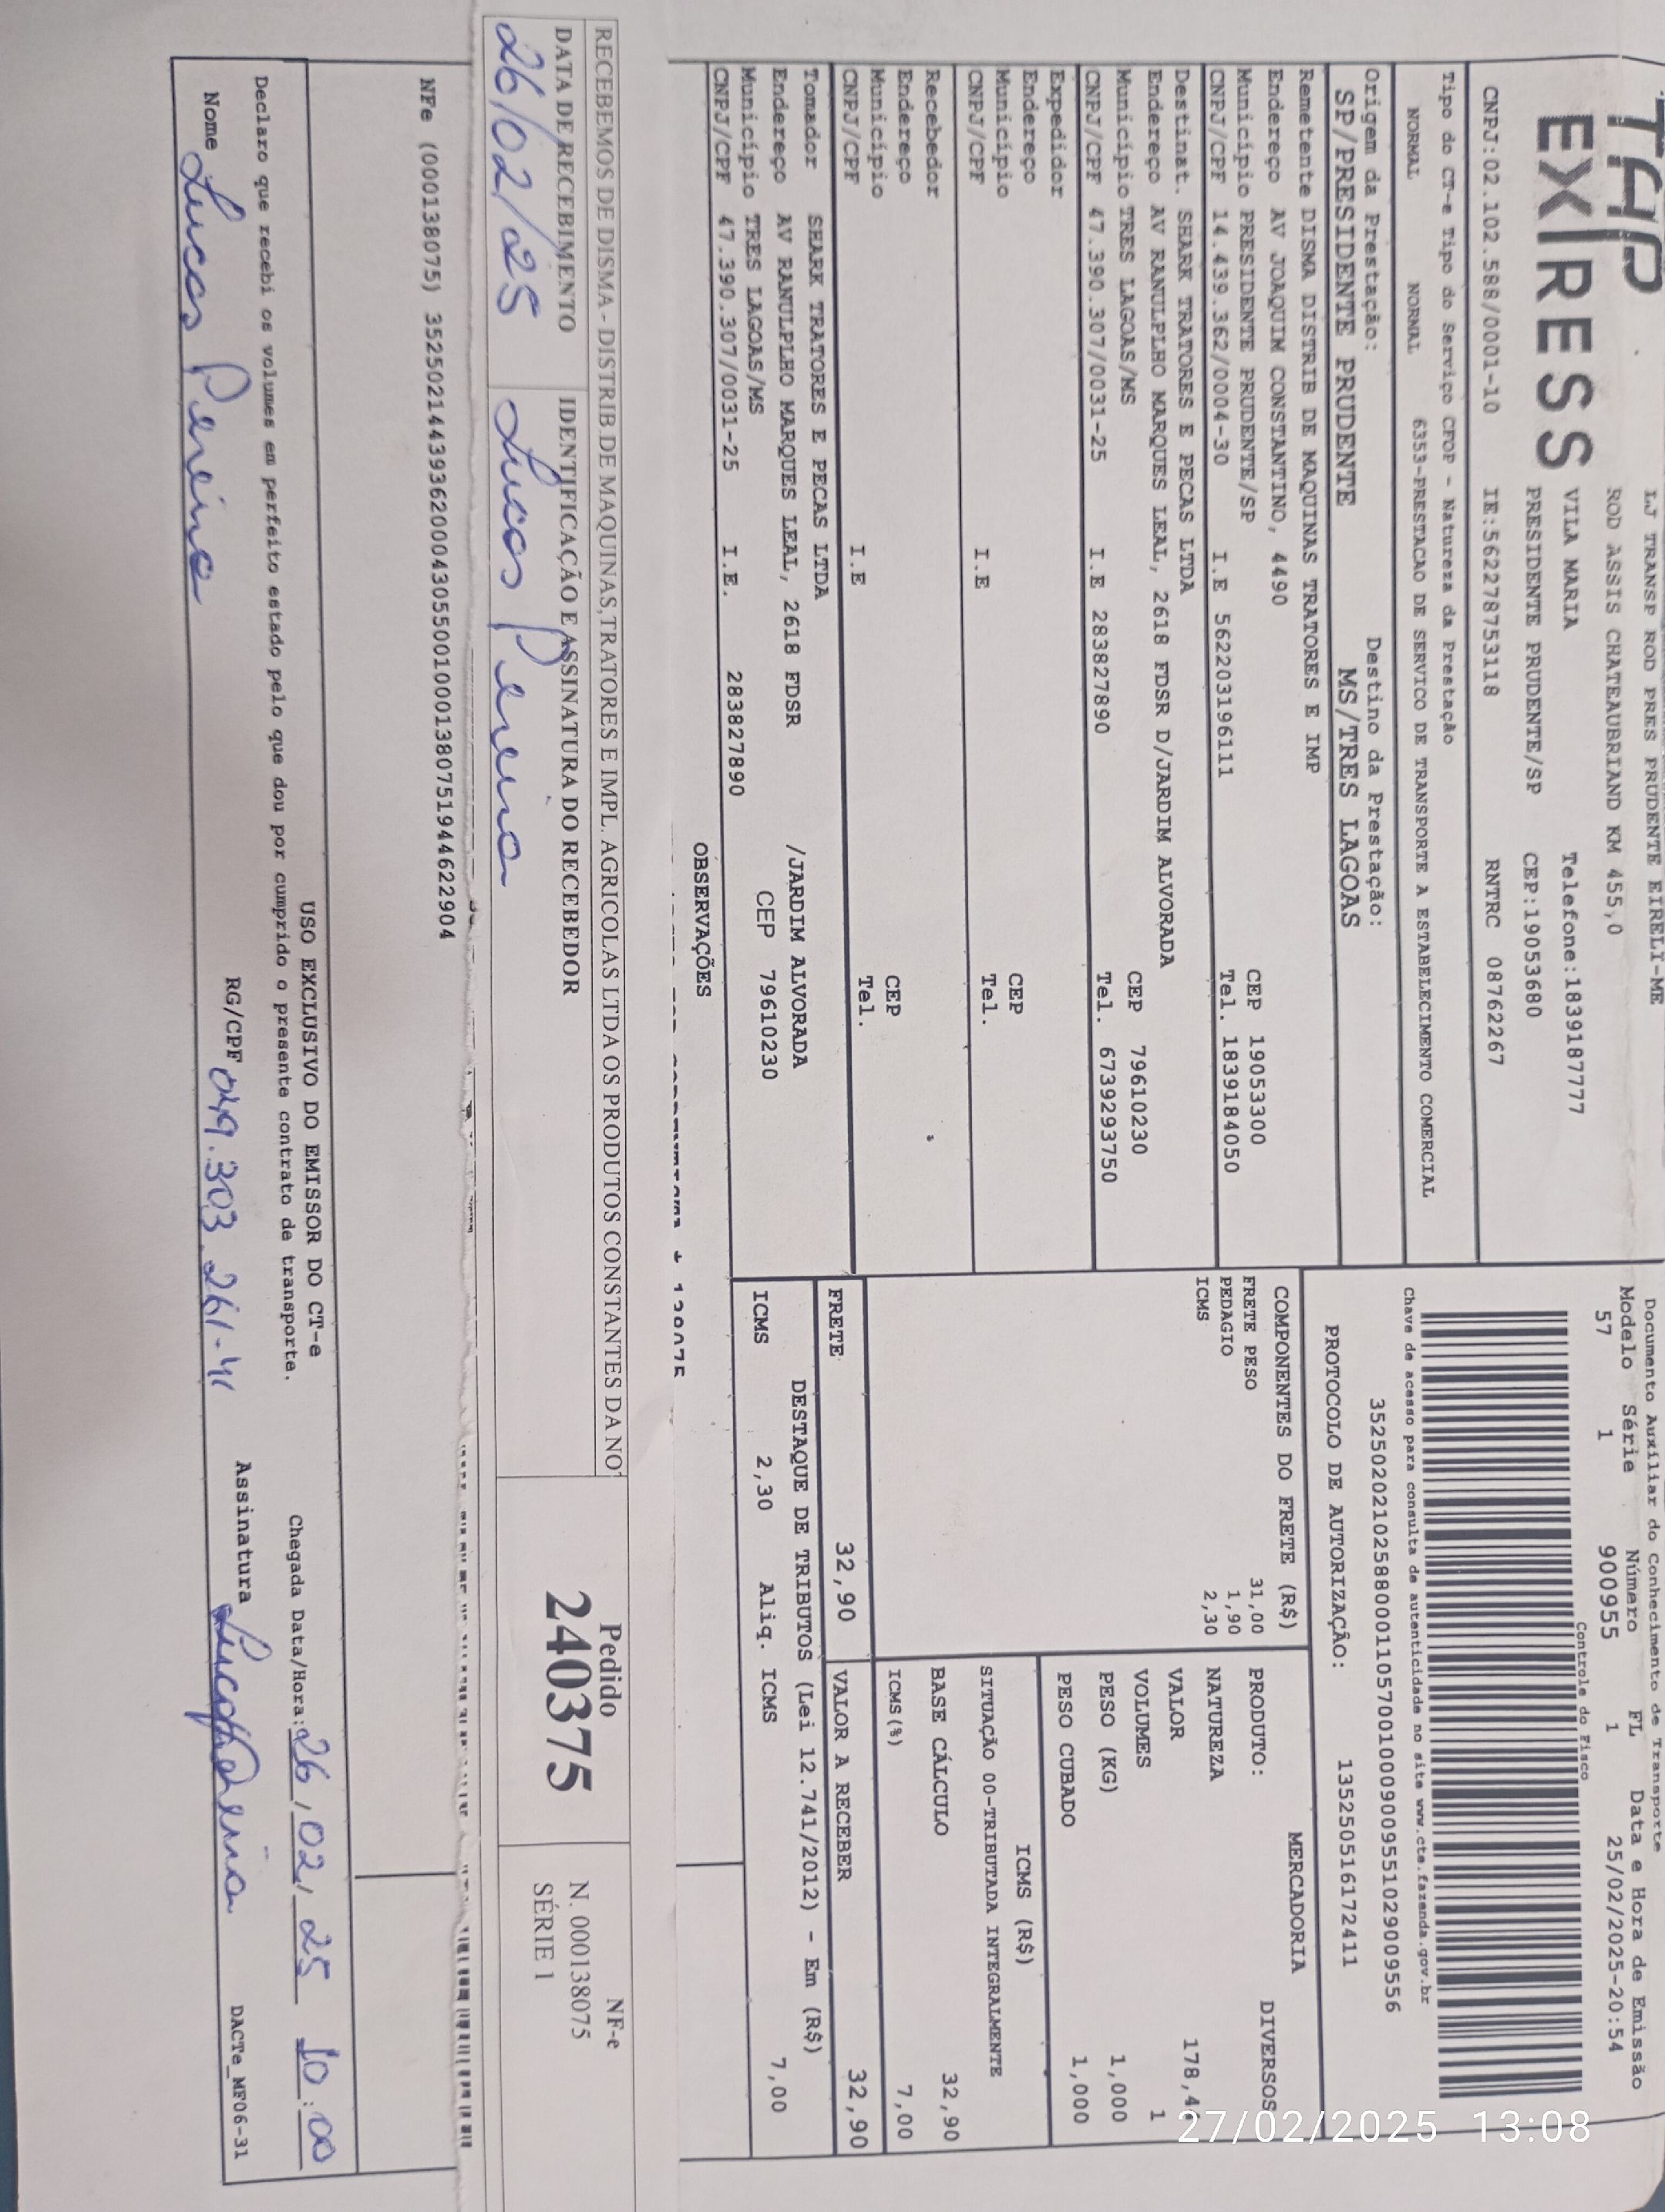 TAP
EXPRESS
LJ TRANSP ROD PRES PRUDENTE EIRELI-ME
ROD ASSIS CHATEAUBRIAND KM 455,0
VILA MARIA Telefone:1839187777
PRESIDENTE PRUDENTE/SP CEP:19053680
CNPJ:02.102.588/0001-10 IE:562278753118 RNTRC 08762267
Documento Auxiliar do Conhecimento de Transporte
Modelo Série Número FL Data e Hora de Emissão
57 1 900955 1 25/02/2025-20:54
Controle do Fisco
Tipo do CT-e Tipo do Serviço CFOP - Natureza da Prestação
NORMAL NORMAL 6353-PRESTACAO DE SERVICO DE TRANSPORTE A ESTABELECIMENTO COMERCIAL
Chave de acesso para consulta de autenticidade no site www.cte.fazenda.gov.br
35250202102588000110570010009009551029009556
Origem da Prestação: Destino da Prestação:
SP/PRESIDENTE PRUDENTE MS/TRES LAGOAS
PROTOCOLO DE AUTORIZAÇÃO: 135250516172411
Remetente DISMA DISTRIB DE MAQUINAS TRATORES E IMP
Endereço AV JOAQUIM CONSTANTINO, 4490 CEP 19053300
Município PRESIDENTE PRUDENTE/SP Tel. 1839184050
CNPJ/CPF 14.439.362/0004-30 I.E 562203196111
Destinat. SHARK TRATORES E PECAS LTDA
Endereço AV RANULPLHO MARQUES LEAL, 2618 FDSR D/JARDIM ALVORADA
Município TRES LAGOAS/MS CEP 79610230
CNPJ/CPF 47.390.307/0031-25 I.E 283827890 Tel. 6739293750
Expedidor
Endereço
Município CEP
CNPJ/CPF I.E Tel.
Recebedor
Endereço
Município CEP
CNPJ/CPF I.E Tel.
Tomador SHARK TRATORES E PECAS LTDA
Endereço AV RANULPLHO MARQUES LEAL, 2618 FDSR /JARDIM ALVORADA
Município TRES LAGOAS/MS CEP 79610230
CNPJ/CPF 47.390.307/0031-25 I.E. 283827890
COMPONENTES DO FRETE (R$)
FRETE PESO 31,00
PEDAGIO 1,90
ICMS 2,30
MERCADORIA
PRODUTO: DIVERSOS
NATUREZA
VALOR 178,4
VOLUMES 1
PESO (KG) 1,000
PESO CUBADO 1,000
ICMS (R$)
SITUAÇÃO 00-TRIBUTADA INTEGRALMENTE
BASE CÁLCULO 32,90
ICMS(%) 7,00
FRETE 32,90 VALOR A RECEBER 32,90
DESTAQUE DE TRIBUTOS (Lei 12.741/2012) - Em (R$)
ICMS 2,30 Aliq. ICMS 7,00
OBSERVAÇÕES
RECEBEMOS DE DISMA - DISTRIB.DE MAQUINAS,TRATORES E IMPL. AGRICOLAS LTDA OS PRODUTOS CONSTANTES DA NO
DATA DE RECEBIMENTO IDENTIFICAÇÃO E ASSINATURA DO RECEBEDOR
26/02/25 Lucas Pereira
Pedido
240375
NF-e
N. 000138075
SÉRIE 1
NFe (000138075) 35250214439362000430550010001380751944622904
USO EXCLUSIVO DO EMISSOR DO CT-e
Declaro que recebi os volumes em perfeito estado pelo que dou por cumprido o presente contrato de transporte.
Chegada Data/Hora: 26/02/25 10:00
Nome Lucas Pereira RG/CPF 049.303.261-41 Assinatura Lucas Pereira
DACTe_MF06-31
27/02/2025 13:08